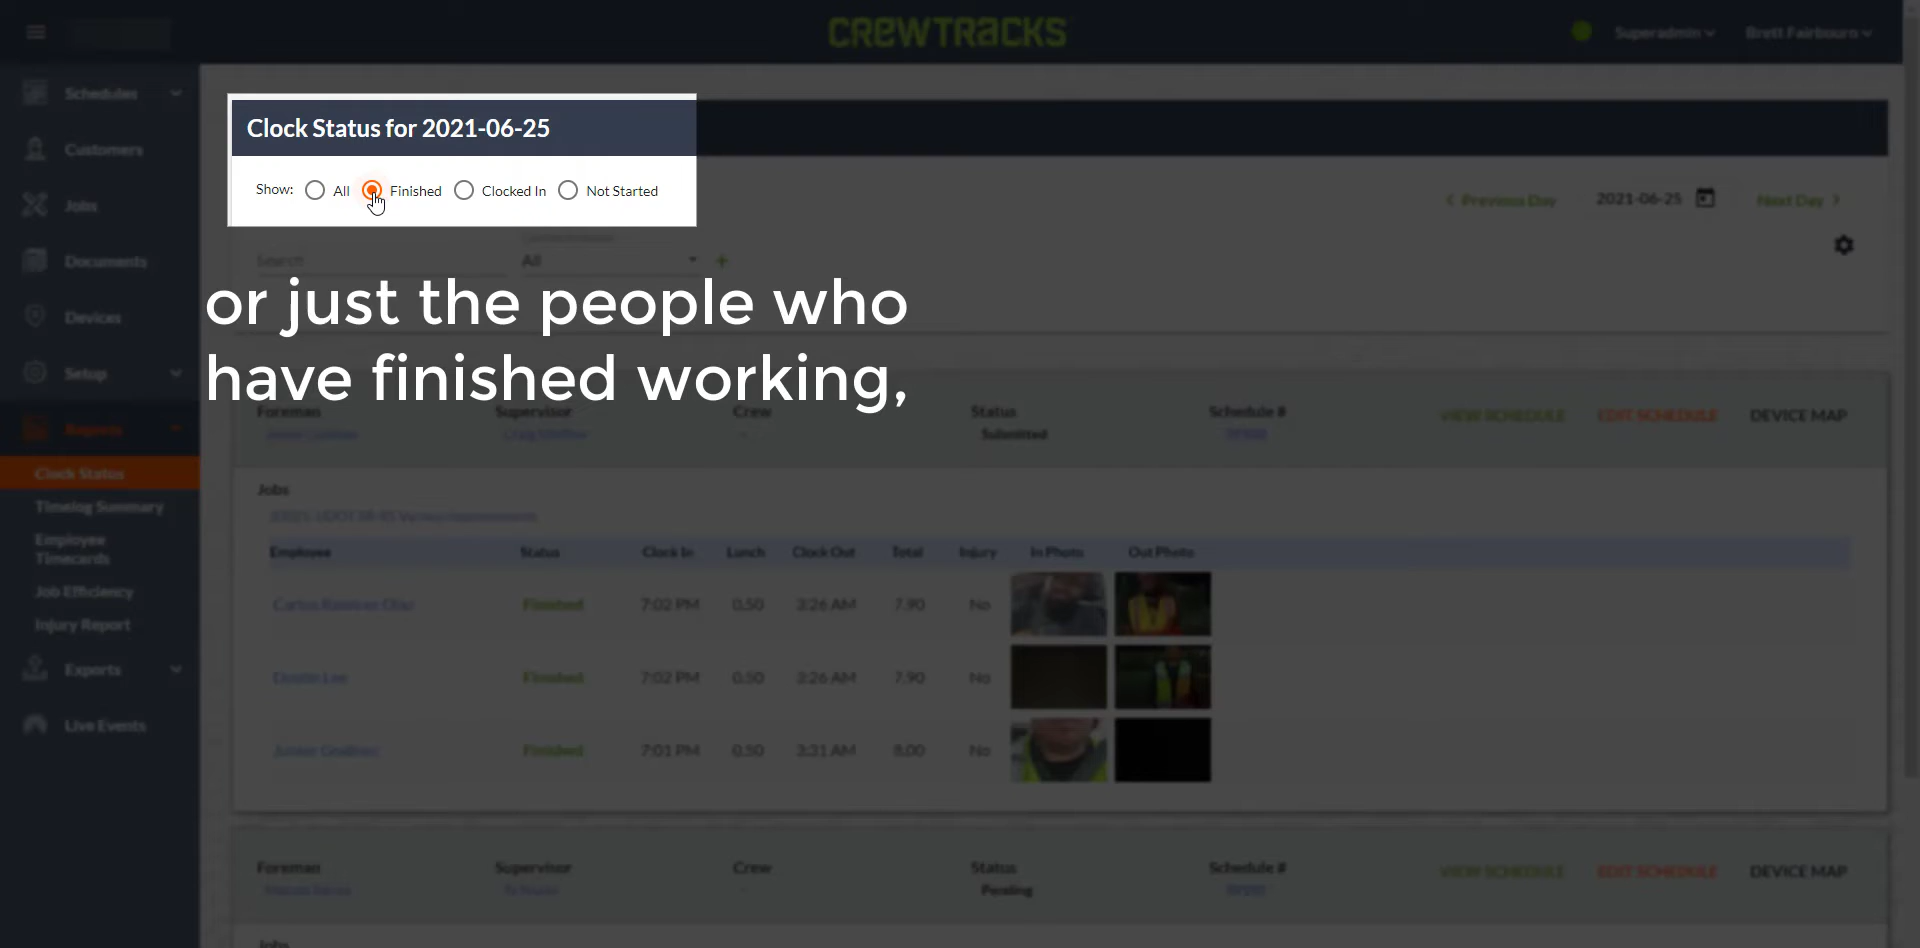 CREWTRACKS
Superadmin
Brett Fairbourn
Schedules
Customers
Jobs
Documents
Devices
Setup
Reports
Clock Status
Timelog Summary
Employee
Timecards
Job Efficiency
Injury Report
Exports
Live Events
Clock Status for 2021-06-25
Show: All Finished Clocked In Not Started
Previous Day 2021-06-25 Next Day
Search All +
or just the people who
have finished working,
Foreman Supervisor Crew Status Schedule # VIEW SCHEDULE EDIT SCHEDULE DEVICE MAP
- Submitted
Jobs
Employee Status Clock In Lunch Clock Out Total Injury In Photo Out Photo
Finished 7:02 PM 0.50 3:26 AM 7.90 No
Dustin Lee Finished 7:02 PM 0.50 3:26 AM 7.90 No
Finished 7:01 PM 0.50 3:31 AM 8.00 No
Foreman Supervisor Crew Status Schedule # VIEW SCHEDULE EDIT SCHEDULE DEVICE MAP
- Pending
Jobs